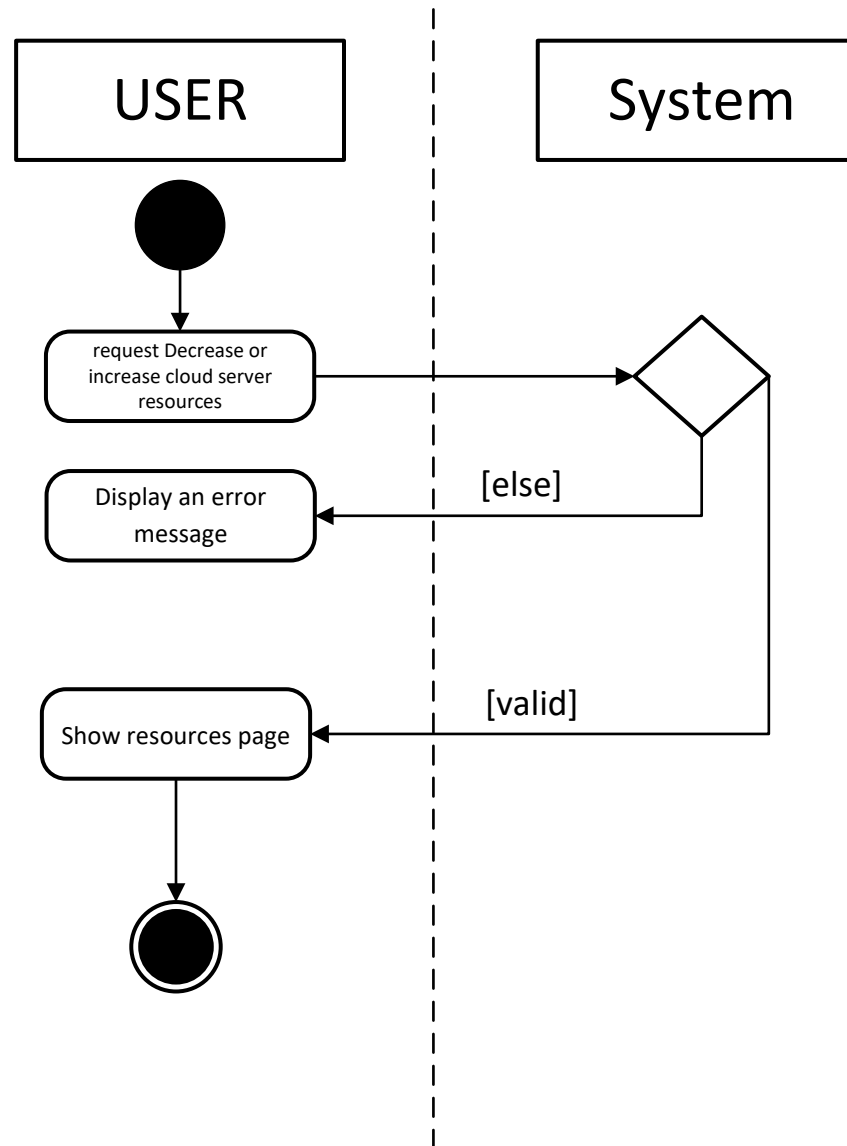 USER
System
request Decrease or
increase cloud server
resources
[else]
Display an error
message
[valid]
Show resources page